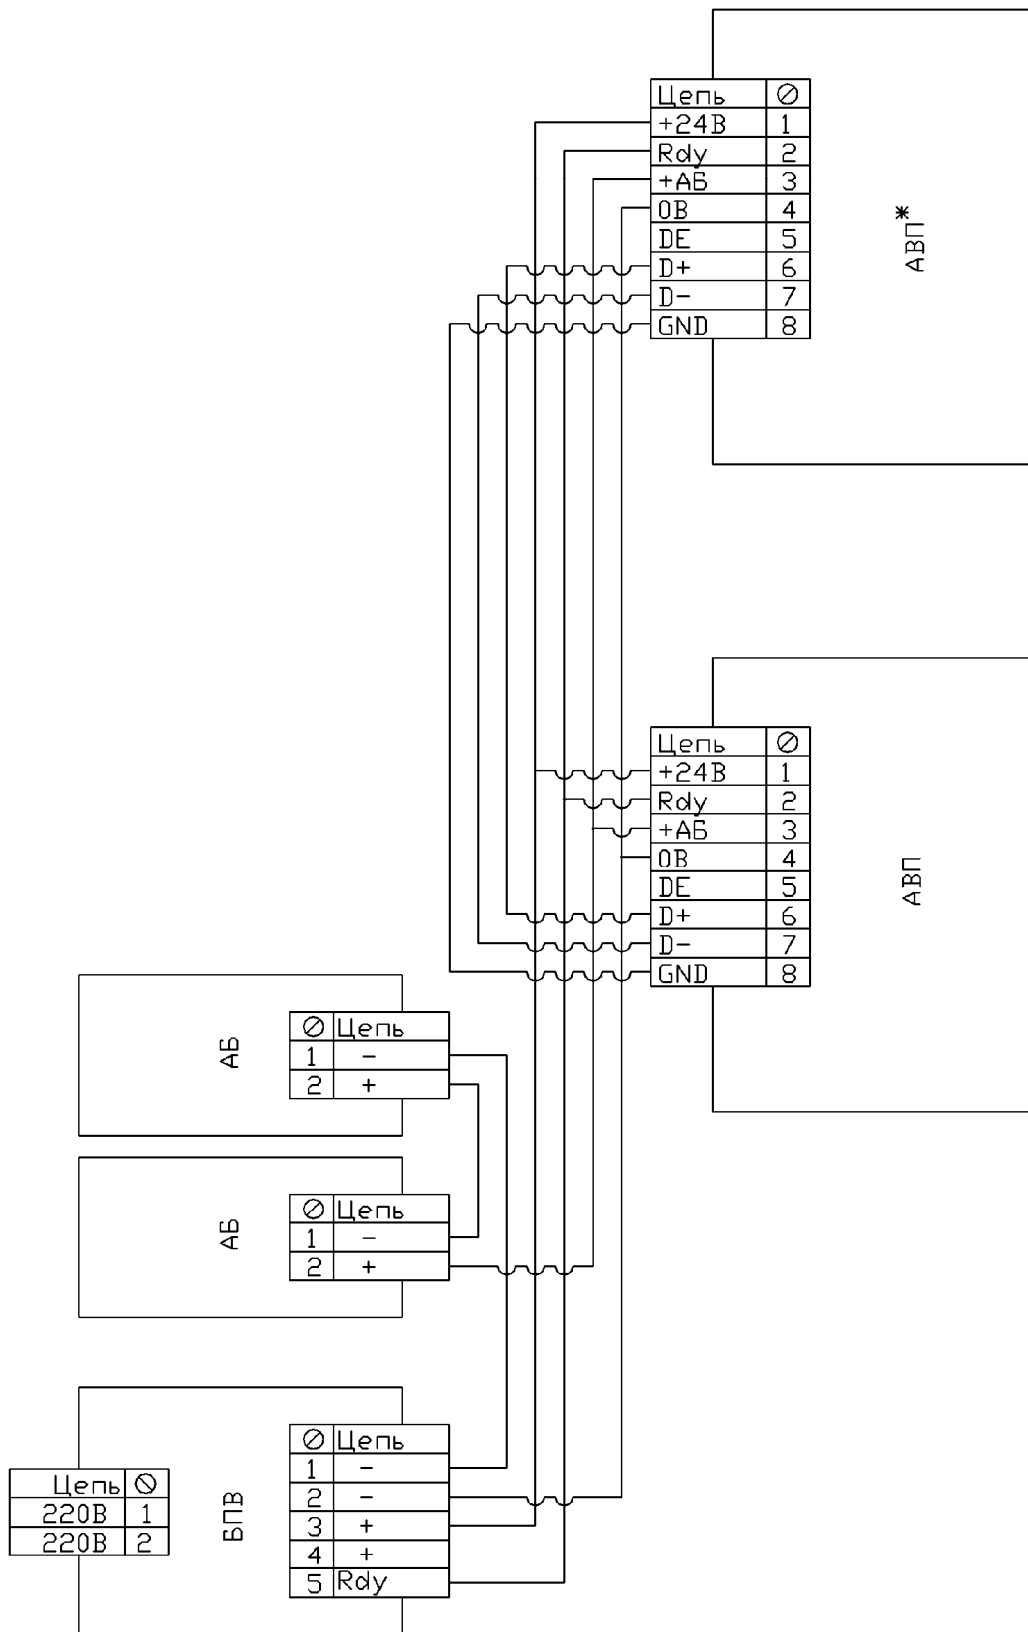 Цепь ⊘
+24В 1
Rdy 2
+АБ 3
0В 4
DE 5
D+ 6
D- 7
GND 8
АВП*
Цепь ⊘
+24В 1
Rdy 2
+АБ 3
0В 4
DE 5
D+ 6
D- 7
GND 8
АВП
АБ
⊘ Цепь
1 -
2 +
АБ
⊘ Цепь
1 -
2 +
Цепь ⊘
220В 1
220В 2
БПВ
⊘ Цепь
1 -
2 -
3 +
4 +
5 Rdy